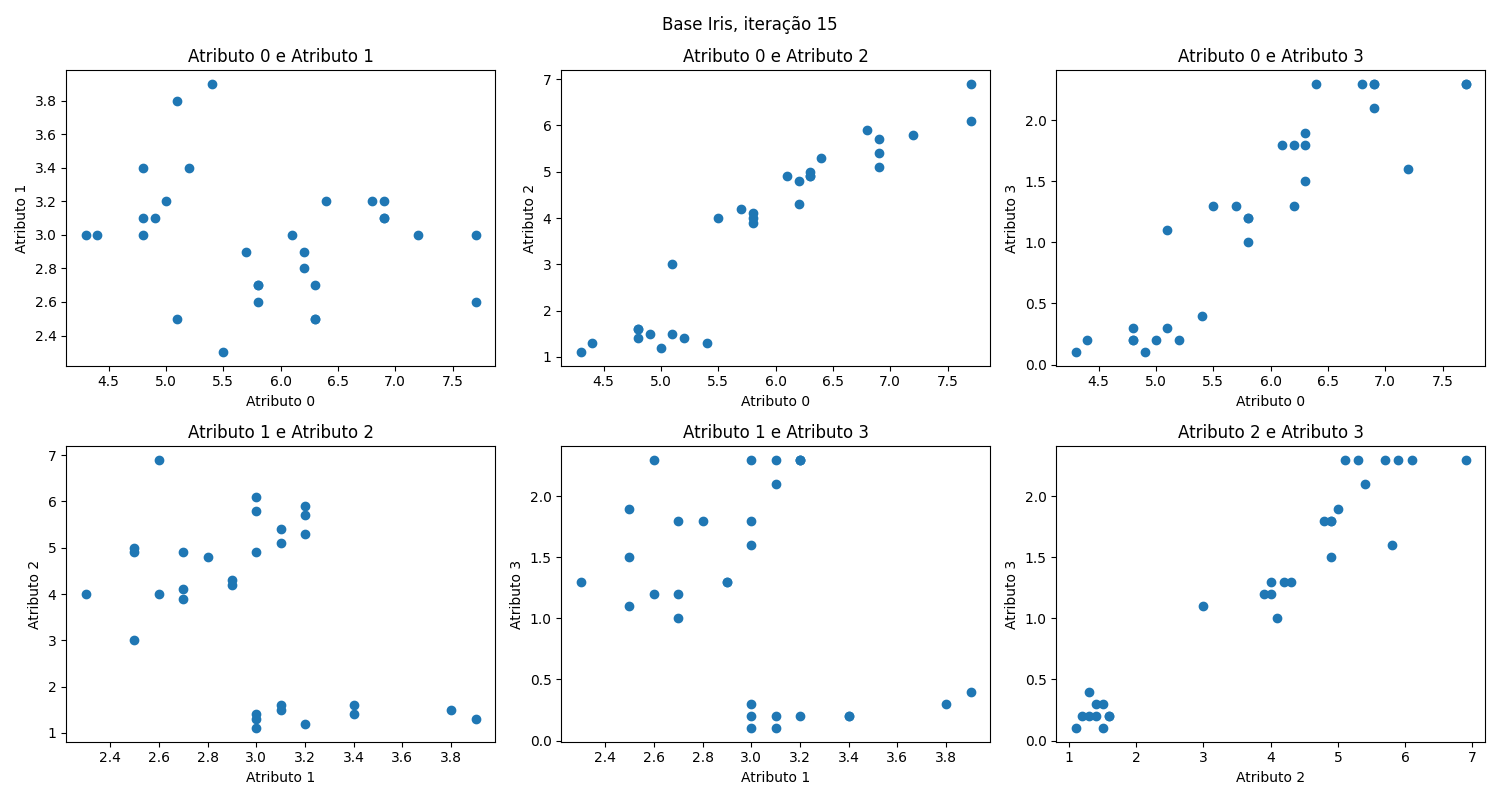 Base Iris, iteração 15
Atributo 0 e Atributo 1
Atributo 1
3.8
3.6
3.4
3.2
3.0
2.8
2.6
2.4
4.5 5.0 5.5 6.0 6.5 7.0 7.5
Atributo 0
Atributo 0 e Atributo 2
Atributo 2
7
6
5
4
3
2
1
4.5 5.0 5.5 6.0 6.5 7.0 7.5
Atributo 0
Atributo 0 e Atributo 3
Atributo 3
2.0
1.5
1.0
0.5
0.0
4.5 5.0 5.5 6.0 6.5 7.0 7.5
Atributo 0
Atributo 1 e Atributo 2
Atributo 2
7
6
5
4
3
2
1
2.4 2.6 2.8 3.0 3.2 3.4 3.6 3.8
Atributo 1
Atributo 1 e Atributo 3
Atributo 3
2.0
1.5
1.0
0.5
0.0
2.4 2.6 2.8 3.0 3.2 3.4 3.6 3.8
Atributo 1
Atributo 2 e Atributo 3
Atributo 3
2.0
1.5
1.0
0.5
0.0
1 2 3 4 5 6 7
Atributo 2